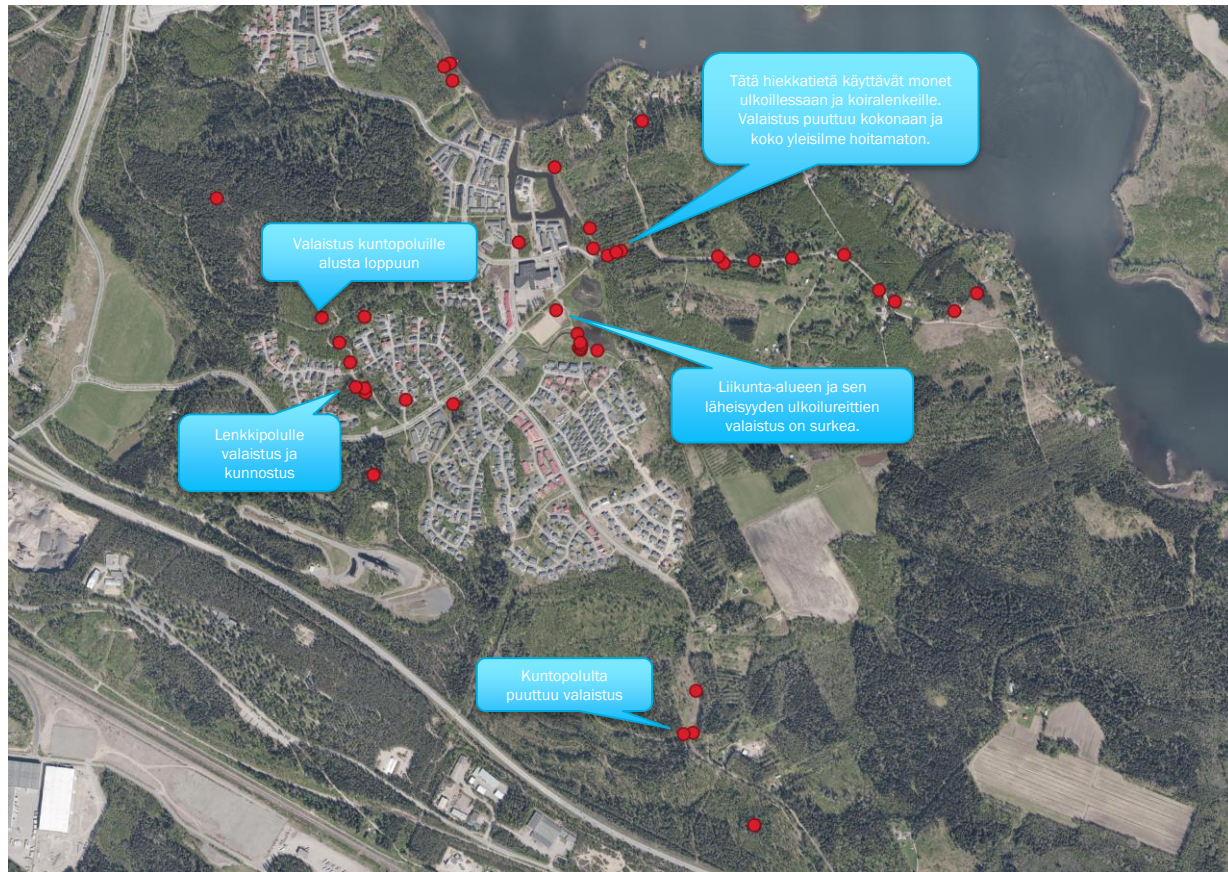 Tätä hiekkatietä käyttävät monet
ulkoillessaan ja koiralenkeille.
Valaistus puuttuu kokonaan ja
koko yleisilme hoitamaton.
Valaistus kuntopoluille
alusta loppuun
Liikunta-alueen ja sen
läheisyyden ulkoilureittien
valaistus on surkea.
Lenkkipolulle
valaistus ja
kunnostus
Kuntopolulta
puuttuu valaistus